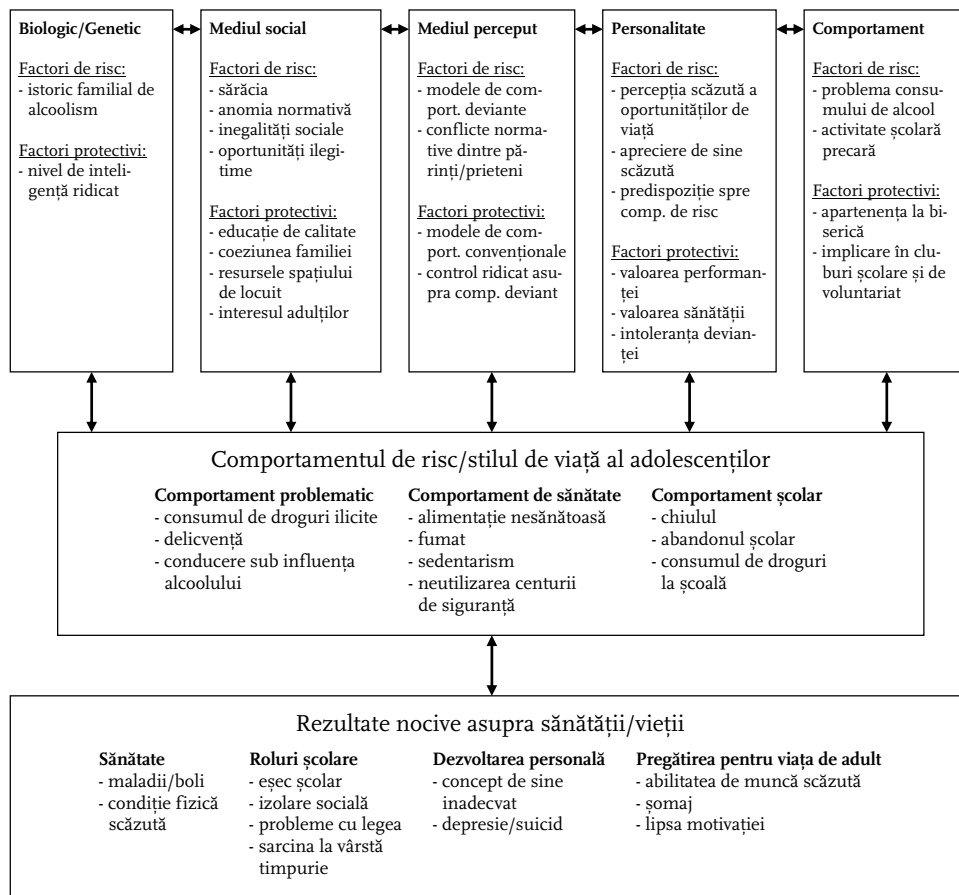 Biologic/Genetic
Factori de risc:
- istoric familial de
alcoolism
Factori protectivi:
- nivel de inteli-
gență ridicat
Mediul social
Factori de risc:
- sărăcia
- anomia normativă
- inegalități sociale
- oportunități ilegi-
time
Factori protectivi:
- educație de calitate
- coeziunea familiei
- resursele spațiului
de locuit
- interesul adulților
Mediul perceput
Factori de risc:
- modele de com-
port. deviante
- conflicte norma-
tive dintre pă-
rinți/prieteni
Factori protectivi:
- modele de com-
port. convenționale
- control ridicat asu-
pra comp. deviant
Personalitate
Factori de risc:
- percepția scăzută a
oportunităților de
viață
- apreciere de sine
scăzută
- predispoziție spre
comp. de risc
Factori protectivi:
- valoarea performan-
ței
- valoarea sănătății
- intoleranța devian-
ței
Comportament
Factori de risc:
- problema consu-
mului de alcool
- activitate școlară
precară
Factori protectivi:
- apartenența la bi-
serică
- implicare în clu-
buri școlare și de
voluntariat
Comportamentul de risc/stilul de viață al adolescenților
Comportament problematic
- consumul de droguri ilicite
- delicvență
- conducere sub influența
alcoolului
Comportament de sănătate
- alimentație nesănătoasă
- fumat
- sedentarism
- neutilizarea centurii
de siguranță
Comportament școlar
- chiulul
- abandonul școlar
- consumul de droguri
la școală
Rezultate nocive asupra sănătății/vieții
Sănătate
- maladii/boli
- condiție fizică
scăzută
Roluri școlare
- eșec școlar
- izolare socială
- probleme cu legea
- sarcina la vârstă
timpurie
Dezvoltarea personală
- concept de sine
inadecvat
- depresie/suicid
Pregătirea pentru viața de adult
- abilitatea de muncă scăzută
- șomaj
- lipsa motivației